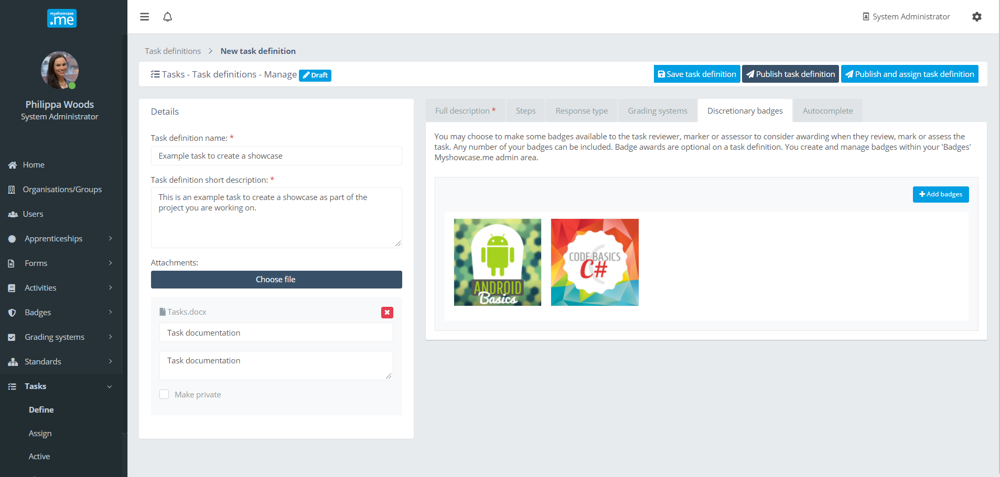 myshowcase
.me
System Administrator
Philippa Woods
System Administrator
Home
Organisations/Groups
Users
Apprenticeships
Forms
Activities
Badges
Grading systems
Standards
Tasks
Define
Assign
Active
Task definitions > New task definition
Tasks - Task definitions - Manage Draft
Save task definition
Publish task definition
Publish and assign task definition
Details
Task definition name: *
Example task to create a showcase
Task definition short description: *
This is an example task to create a showcase as part of the
project you are working on.
Attachments:
Choose file
Tasks.docx
Task documentation
Task documentation
Make private
Full description *
Steps
Response type
Grading systems
Discretionary badges
Autocomplete
You may choose to make some badges available to the task reviewer, marker or assessor to consider awarding when they review, mark or assess the
task. Any number of your badges can be included. Badge awards are optional on a task definition. You create and manage badges within your 'Badges'
Myshowcase.me admin area.
Add badges
ANDROID
Basics
CODE BASICS
C#